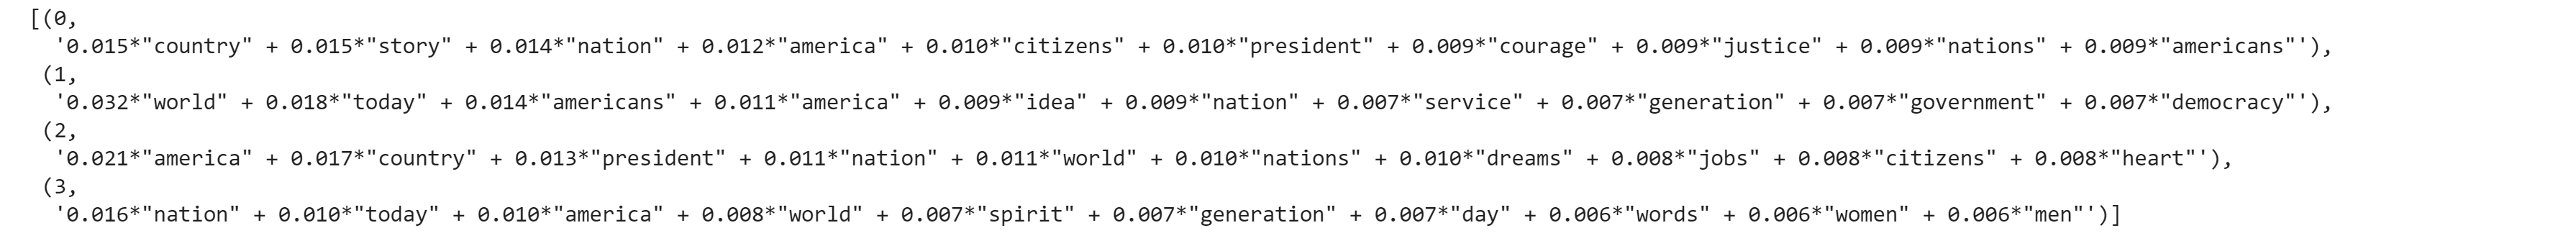 [(0,
'0.015*"country" + 0.015*"story" + 0.014*"nation" + 0.012*"america" + 0.010*"citizens" + 0.010*"president" + 0.009*"courage" + 0.009*"justice" + 0.009*"nations" + 0.009*"americans"'),
(1,
'0.032*"world" + 0.018*"today" + 0.014*"americans" + 0.011*"america" + 0.009*"idea" + 0.009*"nation" + 0.007*"service" + 0.007*"generation" + 0.007*"government" + 0.007*"democracy"'),
(2,
'0.021*"america" + 0.017*"country" + 0.013*"president" + 0.011*"nation" + 0.011*"world" + 0.010*"nations" + 0.010*"dreams" + 0.008*"jobs" + 0.008*"citizens" + 0.008*"heart"'),
(3,
'0.016*"nation" + 0.010*"today" + 0.010*"america" + 0.008*"world" + 0.007*"spirit" + 0.007*"generation" + 0.007*"day" + 0.006*"words" + 0.006*"women" + 0.006*"men"')]